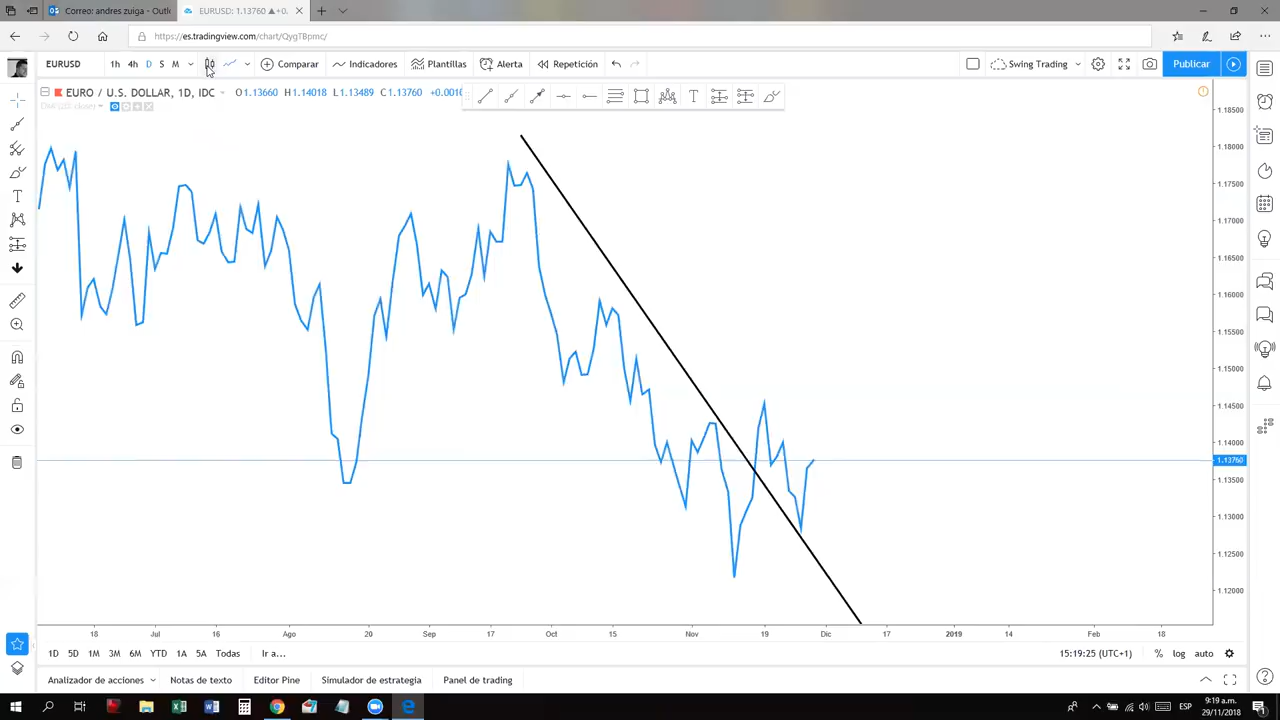 Correo: andres zuiga - Outl
EURUSD: 1.13760 ▲+0.
https://es.tradingview.com/chart/QygTBpmc/
EURUSD
1h 4h D S M
Comparar
Indicadores
Plantillas
Alerta
Repetición
Swing Trading
Publicar
EURO / U.S. DOLLAR, 1D, IDC
O1.13660 H1.14018 L1.13489 C1.13760
1.18500
1.18000
1.17500
1.17000
1.16500
1.16000
1.15500
1.15000
1.14500
1.14000
1.13760
1.13500
1.13000
1.12500
1.12000
18 Jul 16 Ago 20 Sep 17 Oct 15 Nov 19 Dic 17 2019 14 Feb 18
1D 5D 1M 3M 6M YTD 1A 5A Todas Ir a...
15:19:25 (UTC+1) % log auto
Analizador de acciones Notas de texto Editor Pine Simulador de estrategia Panel de trading
ESP
9:19 a.m.
29/11/2018